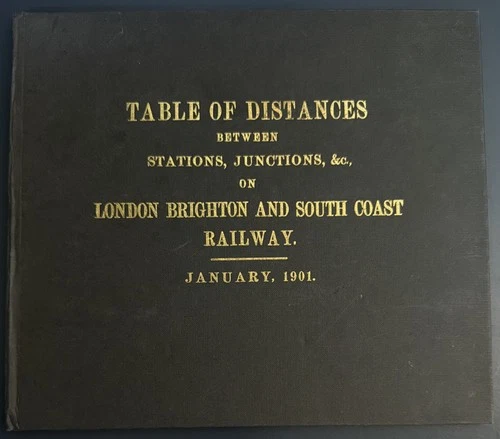 TABLE OF DISTANCES
BETWEEN
STATIONS, JUNCTIONS, &c.,
ON
LONDON BRIGHTON AND SOUTH COAST
RAILWAY.
JANUARY, 1901.